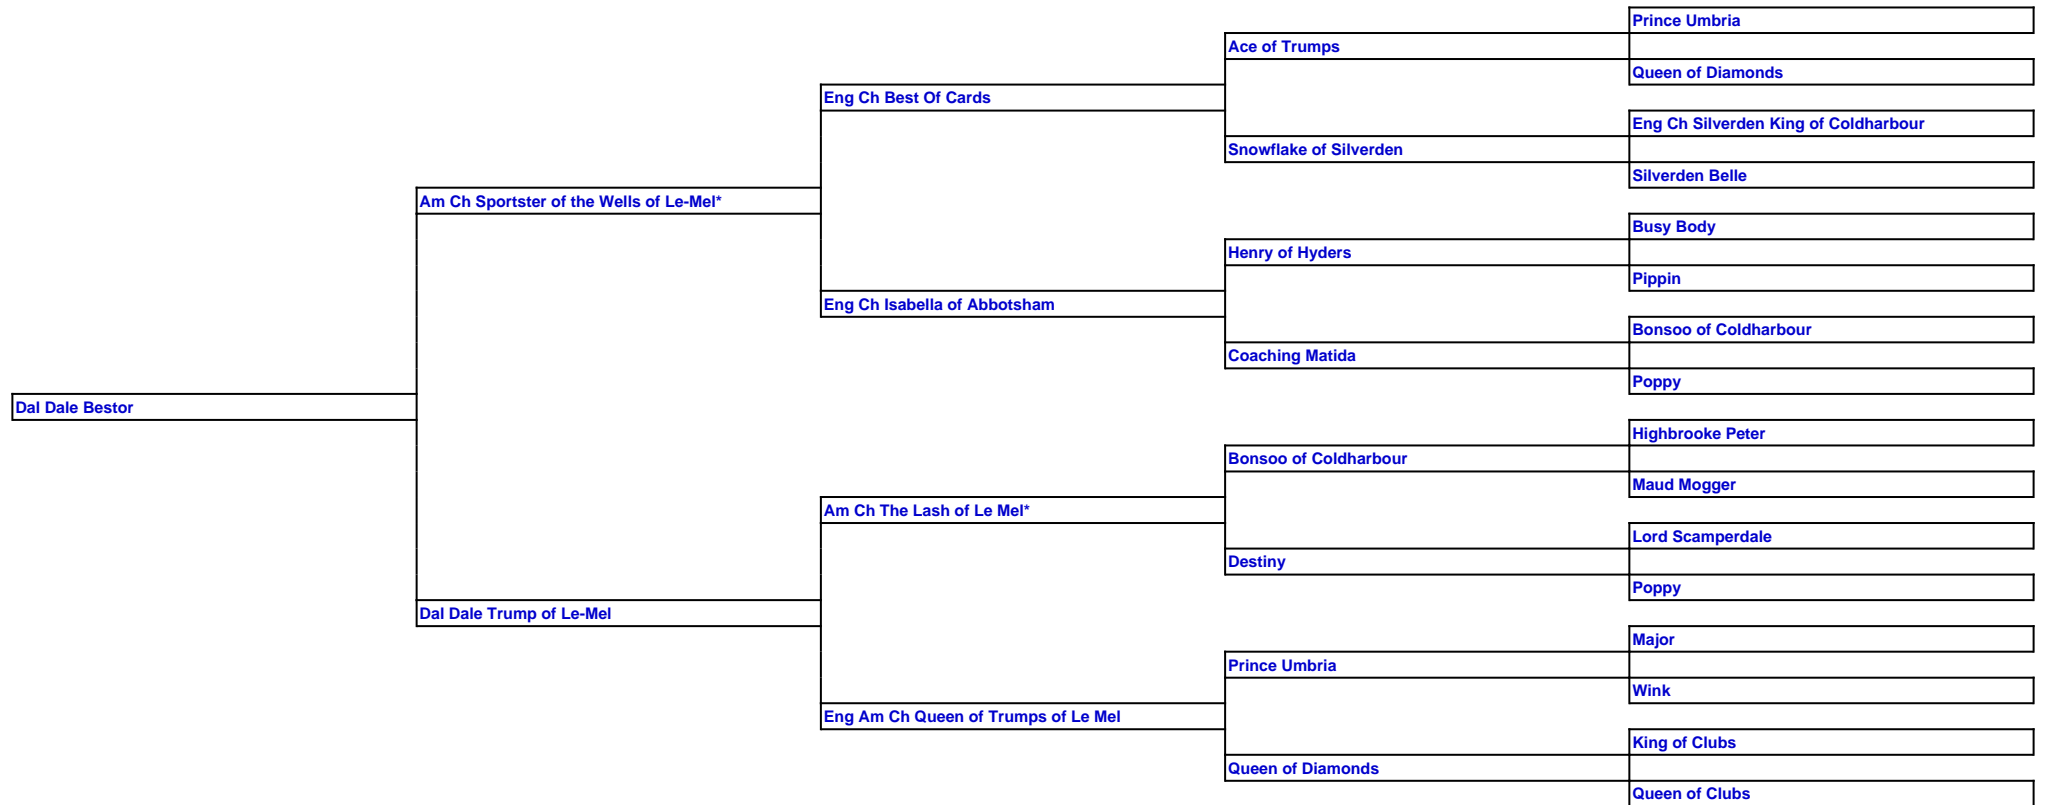 Prince Umbria
Ace of Trumps
Queen of Diamonds
Eng Ch Best Of Cards
Eng Ch Silverden King of Coldharbour
Snowflake of Silverden
Silverden Belle
Am Ch Sportster of the Wells of Le-Mel*
Busy Body
Henry of Hyders
Pippin
Eng Ch Isabella of Abbotsham
Bonsoo of Coldharbour
Coaching Matida
Poppy
Dal Dale Bestor
Highbrooke Peter
Bonsoo of Coldharbour
Maud Mogger
Am Ch The Lash of Le Mel*
Lord Scamperdale
Destiny
Poppy
Dal Dale Trump of Le-Mel
Major
Prince Umbria
Wink
Eng Am Ch Queen of Trumps of Le Mel
King of Clubs
Queen of Diamonds
Queen of Clubs